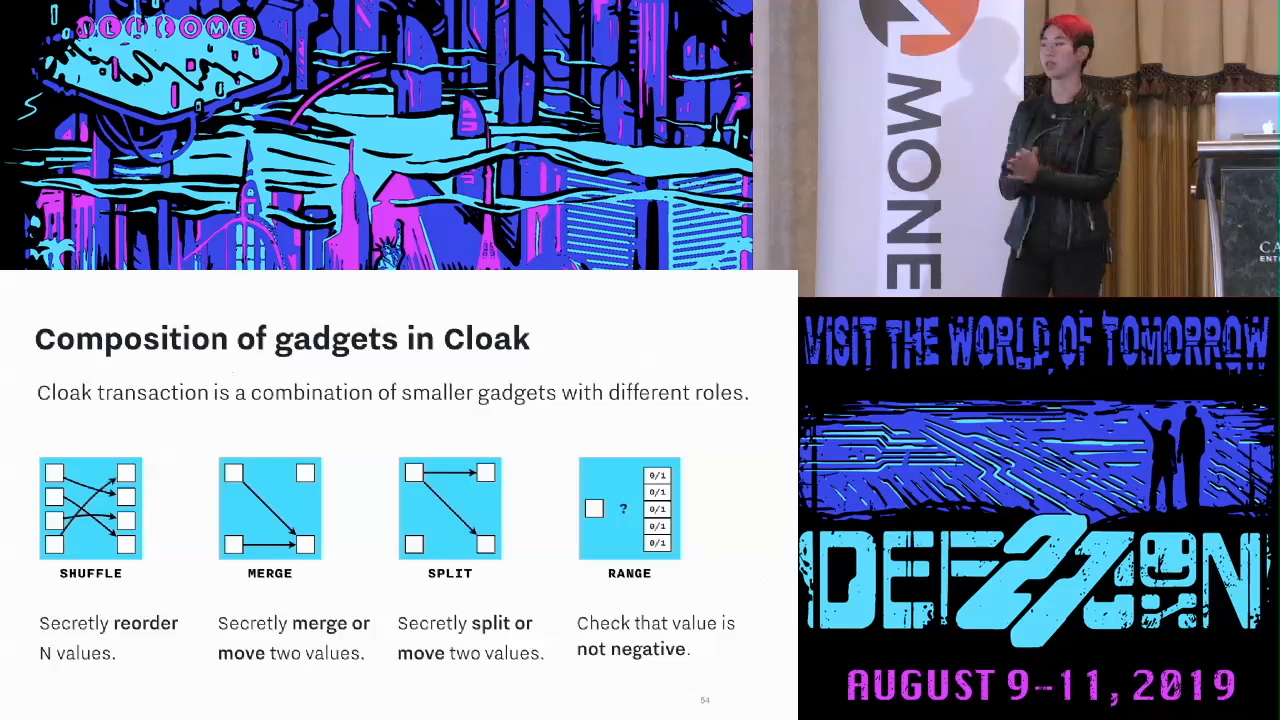 WELCOME
MONE
CA
ENTE
Composition of gadgets in Cloak
Cloak transaction is a combination of smaller gadgets with different roles.
0/1
0/1
?
0/1
0/1
0/1
SHUFFLE
MERGE
SPLIT
RANGE
Secretly reorder
N values.
Secretly merge or
move two values.
Secretly split or
move two values.
Check that value is
not negative.
54
VISIT THE WORLD OF TOMORROW
DEF 27 CON
AUGUST 9-11, 2019